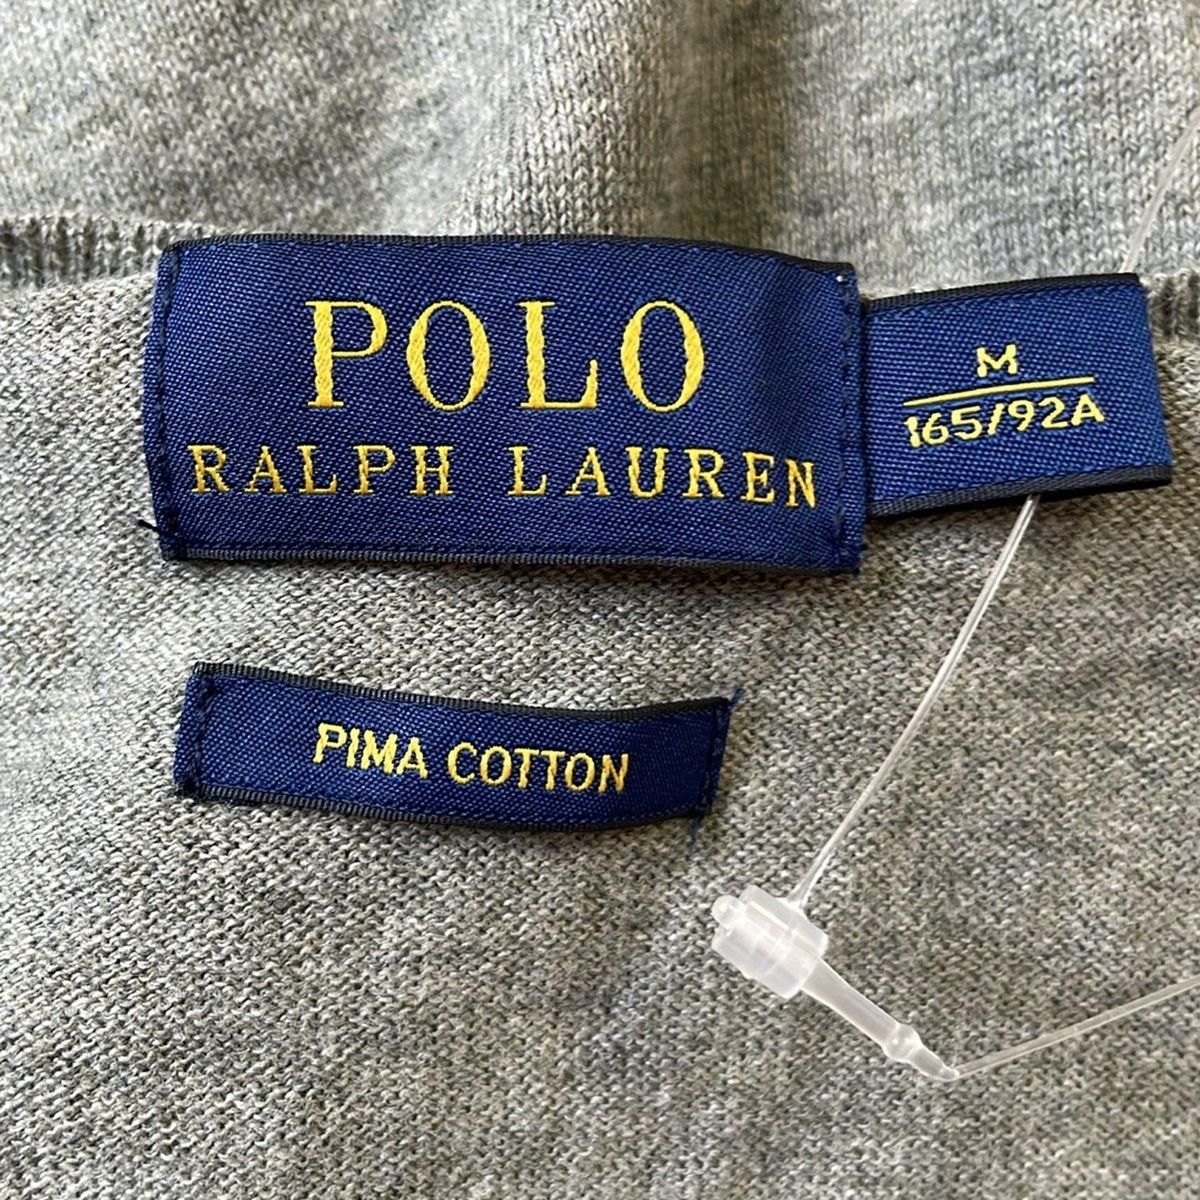 POLO
RALPH LAUREN
M
165/92A
PIMA COTTON